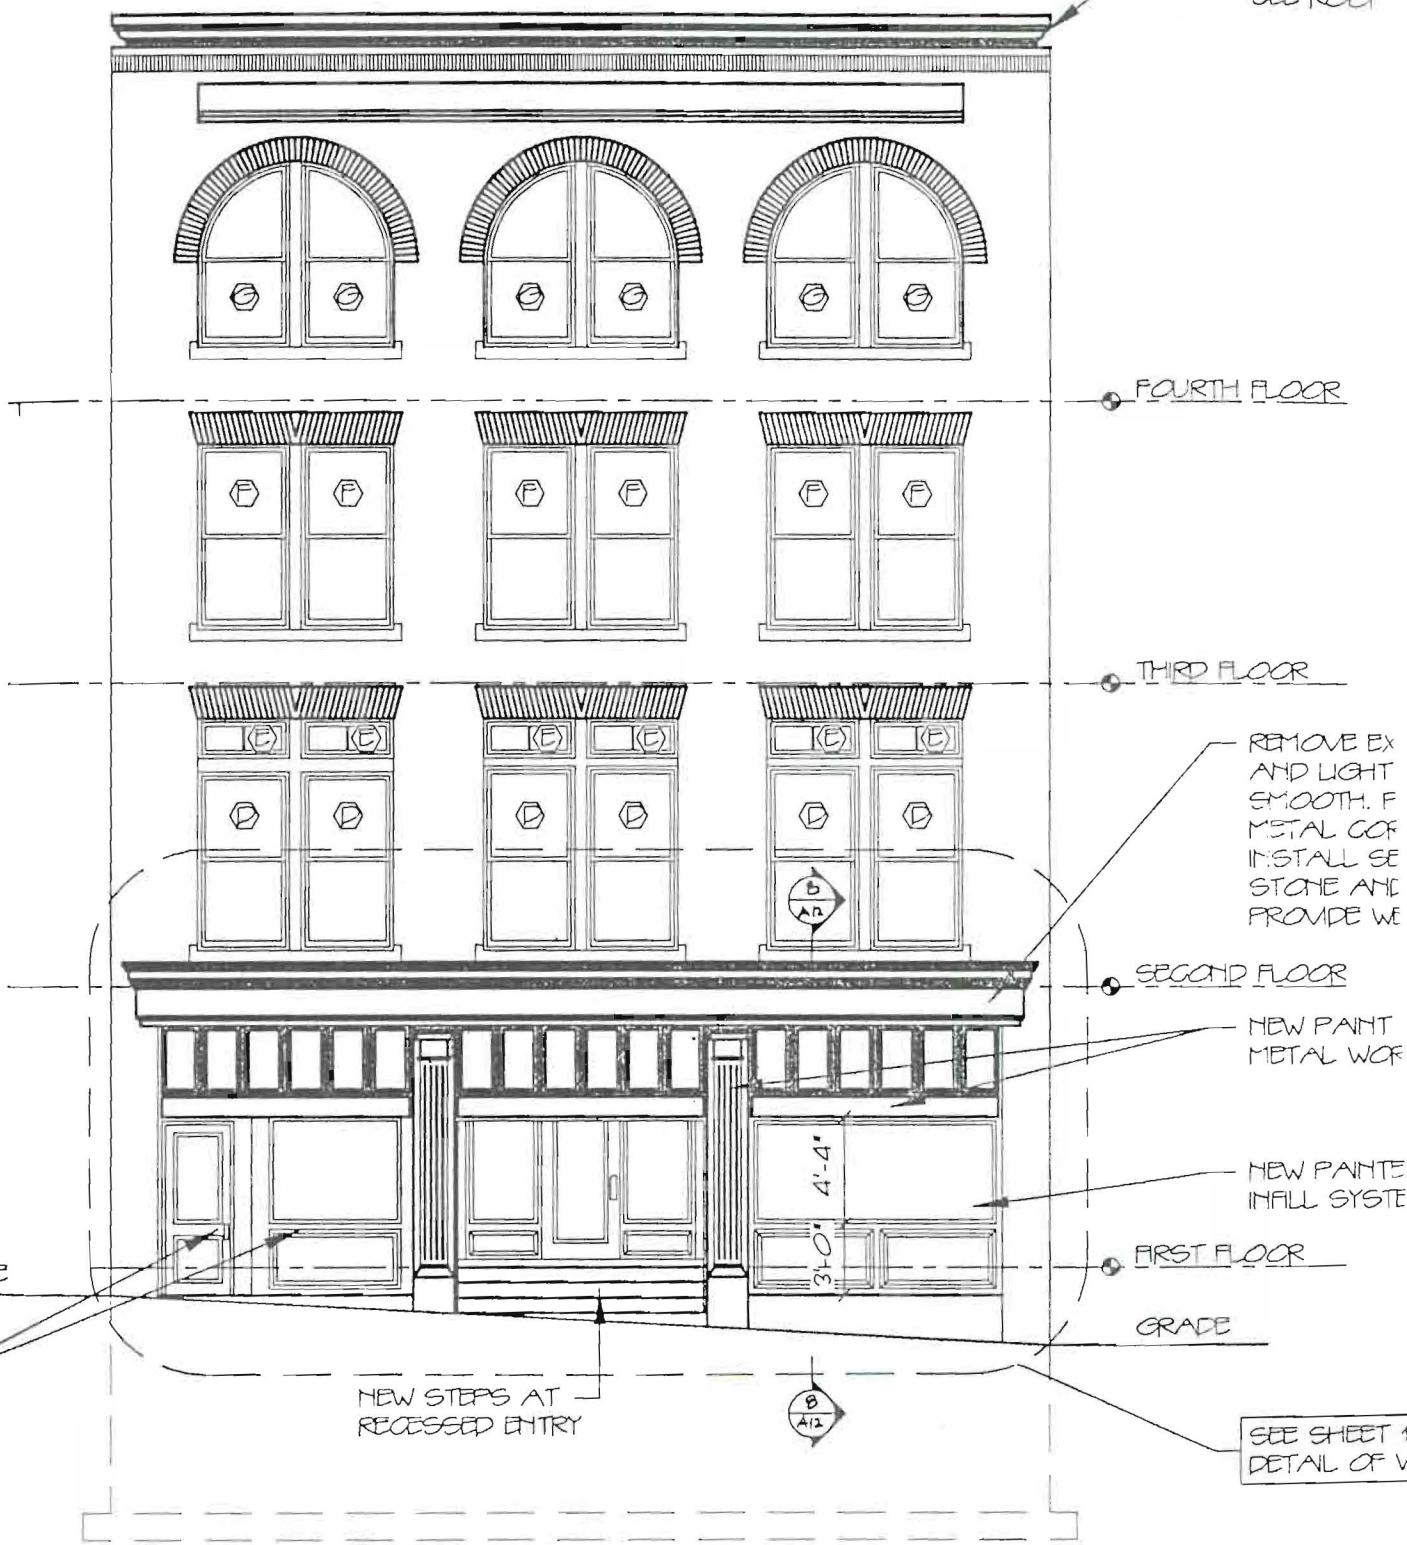 G G G G G G
FOURTH FLOOR
F F F F F F
THIRD FLOOR
E E E E E E
REMOVE EX
AND LIGHT
SMOOTH. F
METAL COR
INSTALL SE
STONE AND
PROVIDE WE
D D D D D D
B
A12
SECOND FLOOR
NEW PAINT
METAL WOR
4'-4"
3'-0"
NEW PAINTE
INFILL SYSTE
FIRST FLOOR
E
GRADE
NEW STEPS AT
RECESSED ENTRY
B
A12
SEE SHEET 1
DETAIL OF